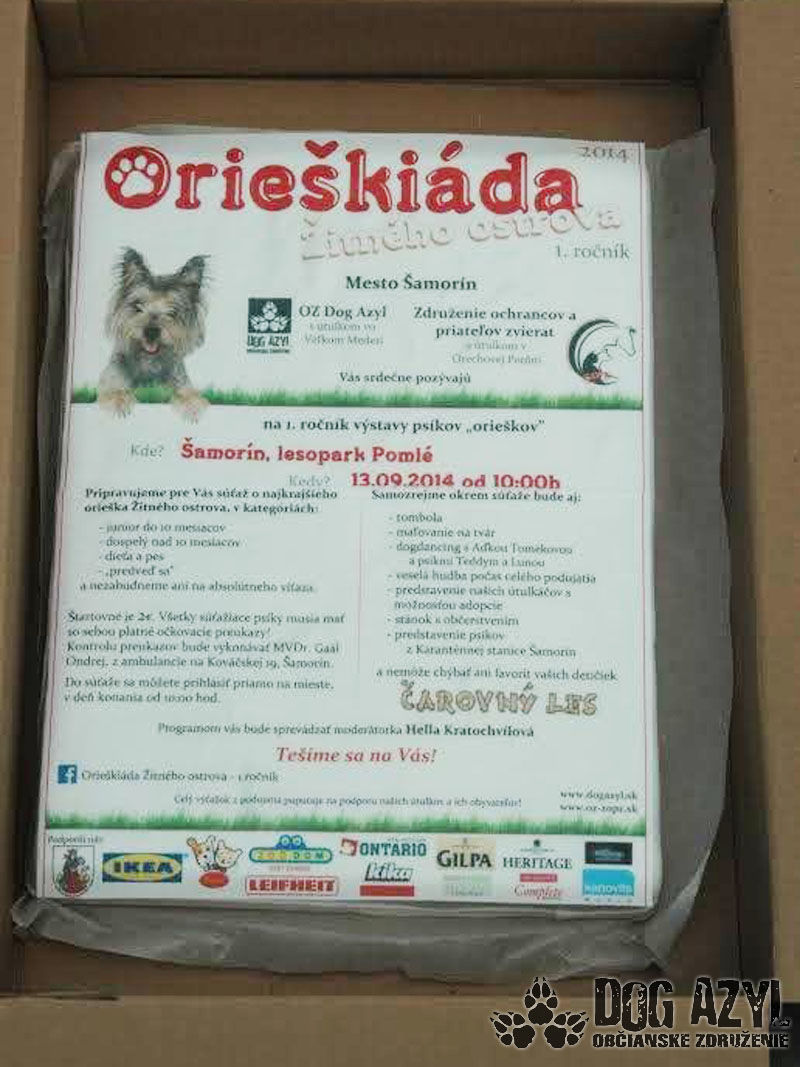 2014
Orieškiáda
Žitného ostrova
1. ročník
Mesto Šamorín
DOG AZYL
OZ Dog Azyl
s útulkom vo
Veľkom Mederi
Združenie ochrancov a
priateľov zvierat
s útulkom v
Orechovej Potôni
Vás srdečne pozývajú
na 1. ročník výstavy psíkov „orieškov"
Kde? Šamorín, lesopark Pomlé
Kedy? 13.09.2014 od 10:00h
Pripravujeme pre Vás súťaž o najkrajšieho
orieška Žitného ostrova, v kategóriách:
- junior do 10 mesiacov
- dospelý nad 10 mesiacov
- dieťa a pes
- „predveď sa"
a nezabudneme ani na absolútneho víťaza.
Štartovné je 2€. Všetky súťažiace psíky musia mať
so sebou platné očkovacie preukazy!
Kontrolu preukazov bude vykonávať MVDr. Gaál
Ondrej, z ambulancie na Kováčskej 19, Šamorín.
Do súťaže sa môžete prihlásiť priamo na mieste,
v deň konania od 10:00 hod.
Samozrejme okrem súťaže bude aj:
- tombola
- maľovanie na tvár
- dogdancing s Aďkou Tomekovou
a psíkmi Teddym a Lunou
- veselá hudba počas celého podujatia
- predstavenie našich útulkáčov s
možnosťou adopcie
- stánok s občerstvením
- predstavenie psíkov
z Karanténnej stanice Šamorín
a nemôže chýbať ani favorit vašich detičiek
ČAROVNÝ LES
Programom vás bude sprevádzať moderátorka Hella Kratochvílová
Tešíme sa na Vás!
Orieškiáda Žitného ostrova - 1 ročník
Celý výťažok z podujatia poputuje na podporu našich útulkov a ich obyvateľov!
www.dogazyl.sk
www.oz-zopz.sk
Podporili nás:
IKEA
ZOO DOM
LEIFHEIT
ONTARIO
kika
GILPA
HERITAGE
Complete
DOG AZYL
OBČIANSKE ZDRUŽENIE